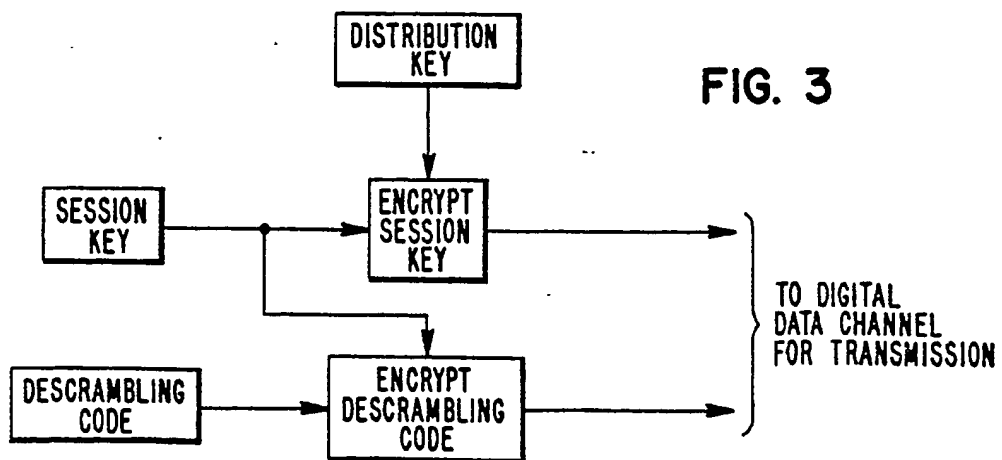 DISTRIBUTION
KEY
FIG. 3
SESSION
KEY
ENCRYPT
SESSION
KEY
TO DIGITAL
DATA CHANNEL
FOR TRANSMISSION
DESCRAMBLING
CODE
ENCRYPT
DESCRAMBLING
CODE